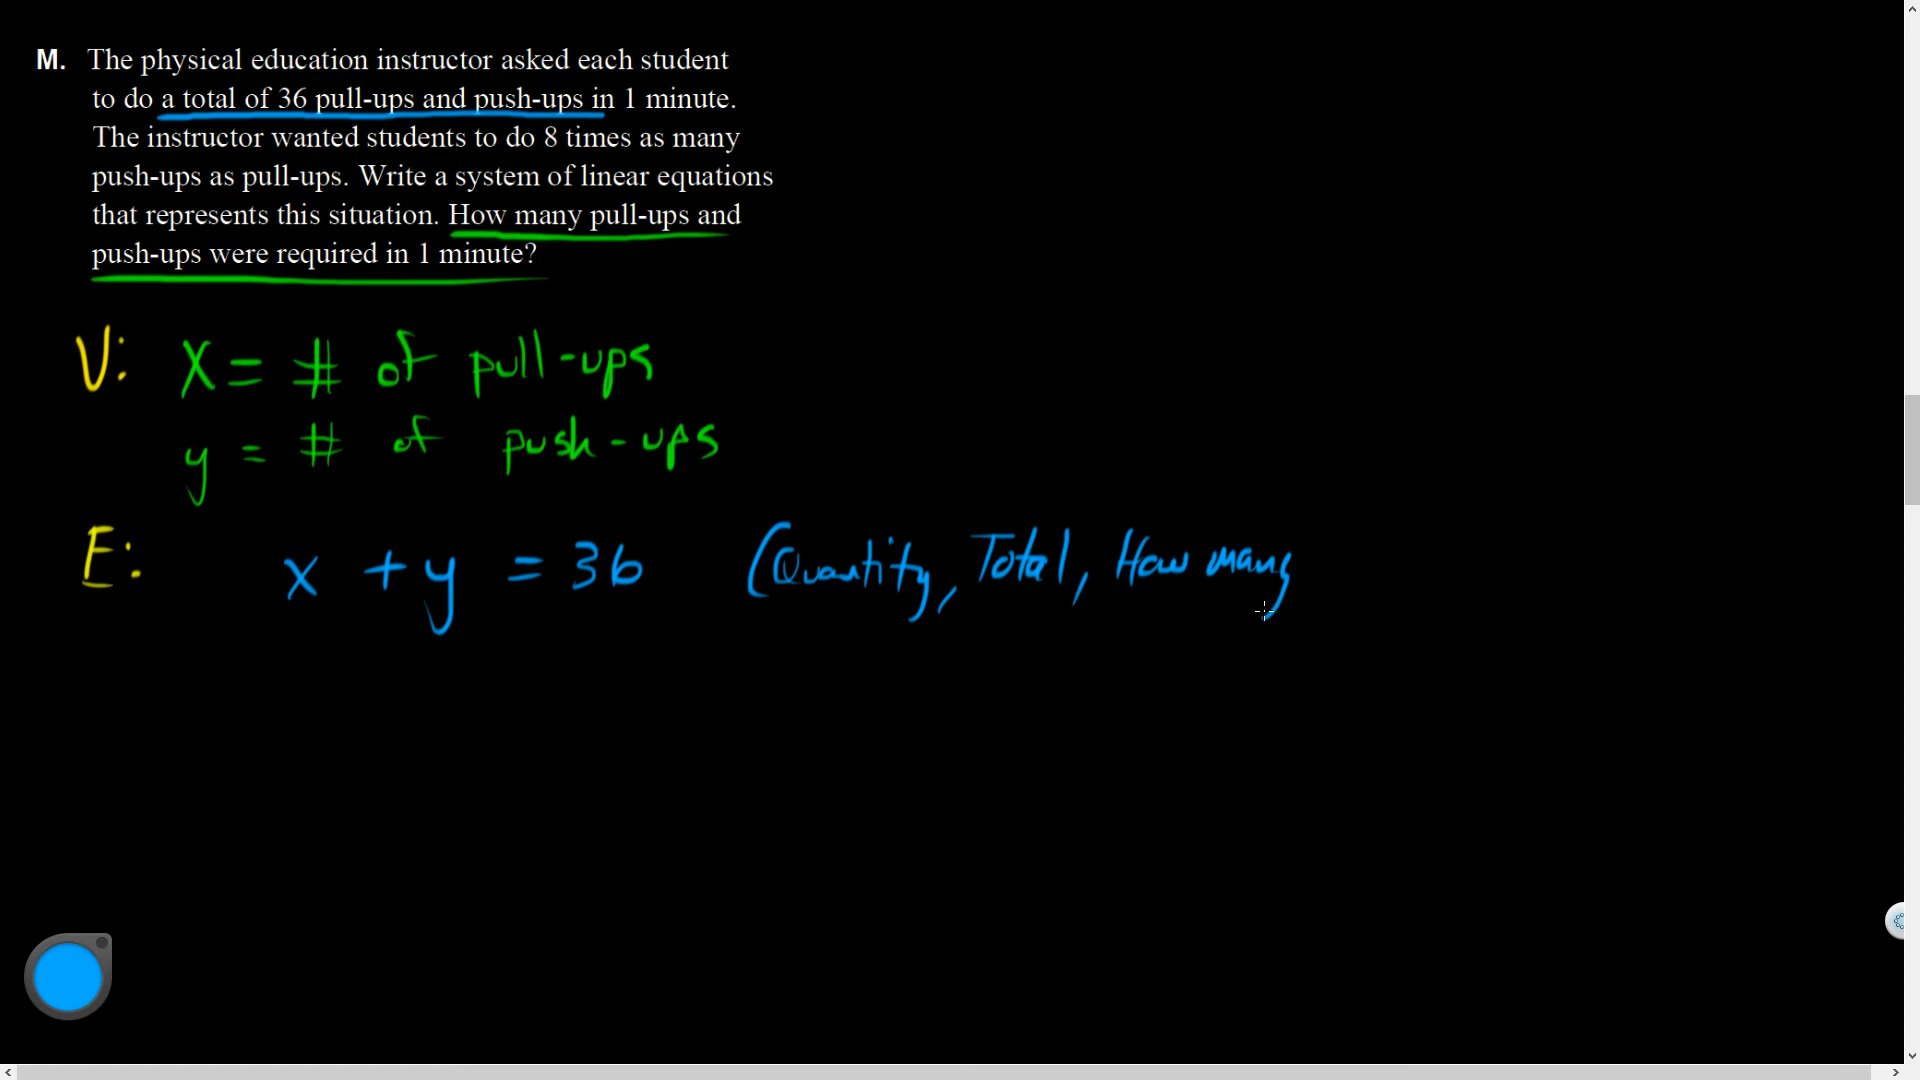 M. The physical education instructor asked each student
to do a total of 36 pull-ups and push-ups in 1 minute.
The instructor wanted students to do 8 times as many
push-ups as pull-ups. Write a system of linear equations
that represents this situation. How many pull-ups and
push-ups were required in 1 minute?
V: X = # of pull-ups
y = # of push-ups
E: x + y = 36 (Quantity, Total, How many